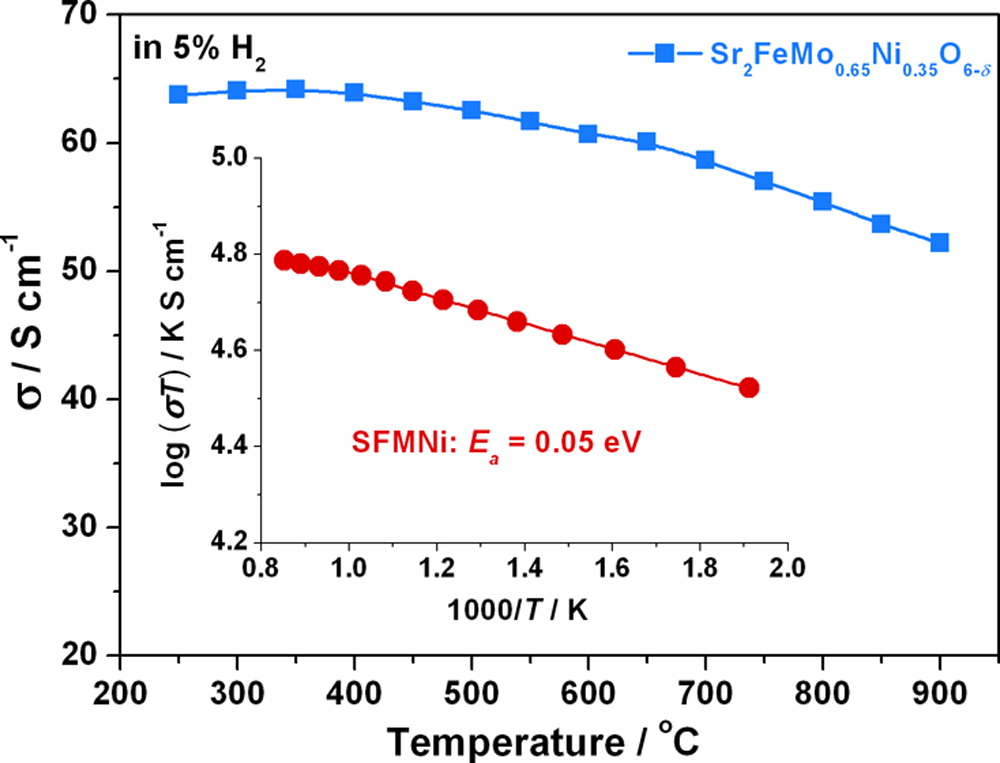 in 5% H2
Sr2FeMo0.65Ni0.35O6-δ
σ / S cm-1
70
60
50
40
30
20
log (σT) / K S cm-1
5.0
4.8
4.6
4.4
4.2
SFMNi: Ea = 0.05 eV
0.8 1.0 1.2 1.4 1.6 1.8 2.0
1000/T / K
200 300 400 500 600 700 800 900
Temperature / oC